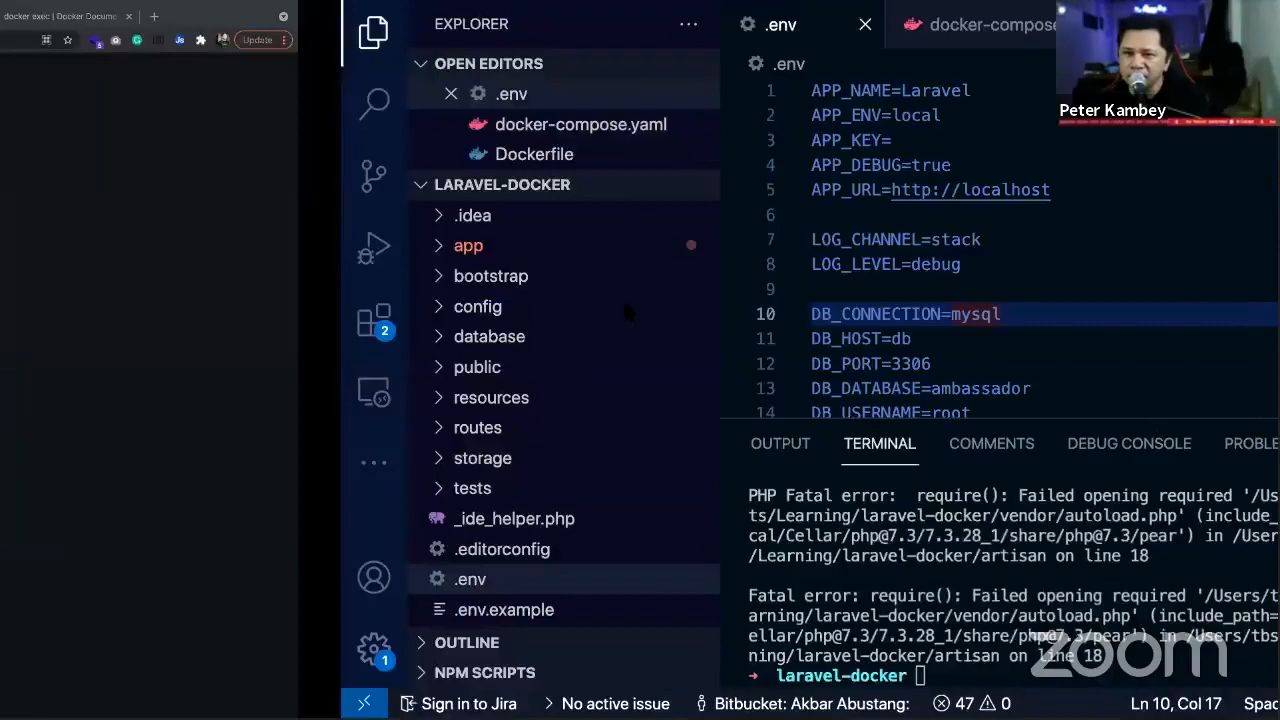 docker exec | Docker Docume
Update
EXPLORER
OPEN EDITORS
.env
docker-compose.yaml
Dockerfile
LARAVEL-DOCKER
.idea
app
bootstrap
config
database
public
resources
routes
storage
tests
_ide_helper.php
.editorconfig
.env
.env.example
OUTLINE
NPM SCRIPTS
.env
docker-compose
.env
1 APP_NAME=Laravel
2 APP_ENV=local
3 APP_KEY=
4 APP_DEBUG=true
5 APP_URL=http://localhost
6
7 LOG_CHANNEL=stack
8 LOG_LEVEL=debug
9
10 DB_CONNECTION=mysql
11 DB_HOST=db
12 DB_PORT=3306
13 DB_DATABASE=ambassador
14 DB_USERNAME=root
Peter Kambey
OUTPUT
TERMINAL
COMMENTS
DEBUG CONSOLE
PROBLE
PHP Fatal error:  require(): Failed opening required '/Us
ts/Learning/laravel-docker/vendor/autoload.php' (include_
cal/Cellar/php@7.3/7.3.28_1/share/php@7.3/pear') in /User
/Learning/laravel-docker/artisan on line 18
Fatal error: require(): Failed opening required '/Users/t
arning/laravel-docker/vendor/autoload.php' (include_path=
ellar/php@7.3/7.3.28_1/share/php@7.3/pear') in /Users/tbs
ning/laravel-docker/artisan on line 18
→ laravel-docker
zoom
2
1
Sign in to Jira
No active issue
Bitbucket: Akbar Abustang:
47
0
Ln 10, Col 17
Spac